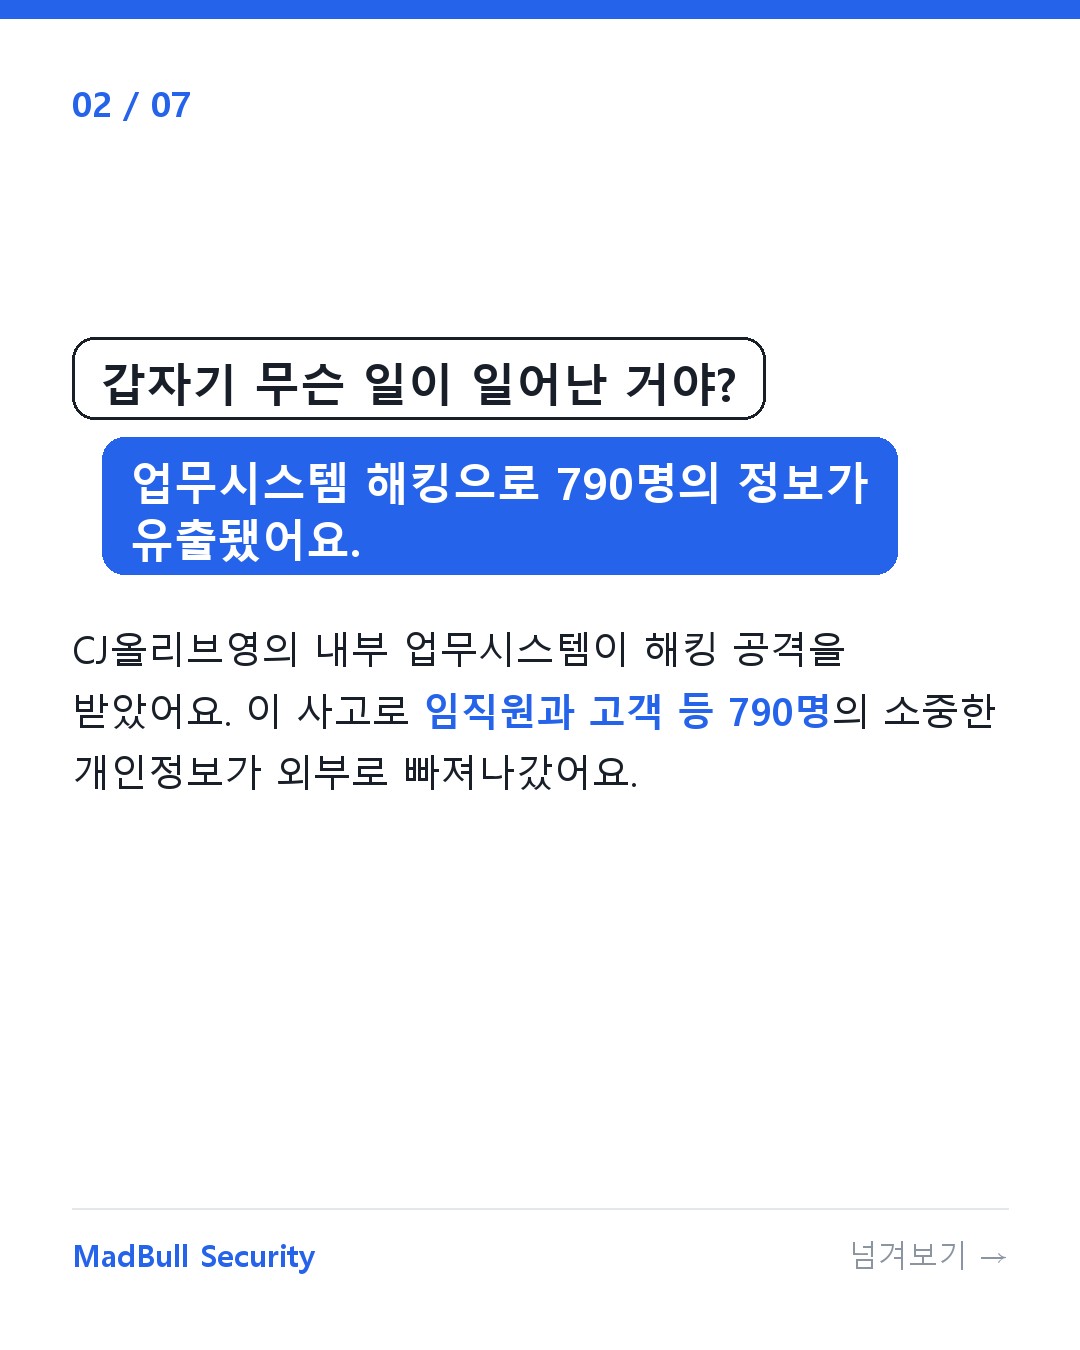 02 / 07
갑자기 무슨 일이 일어난 거야?
업무시스템 해킹으로 790명의 정보가
유출됐어요.
CJ올리브영의 내부 업무시스템이 해킹 공격을
받았어요. 이 사고로 임직원과 고객 등 790명의 소중한
개인정보가 외부로 빠져나갔어요.
MadBull Security
넘겨보기 →